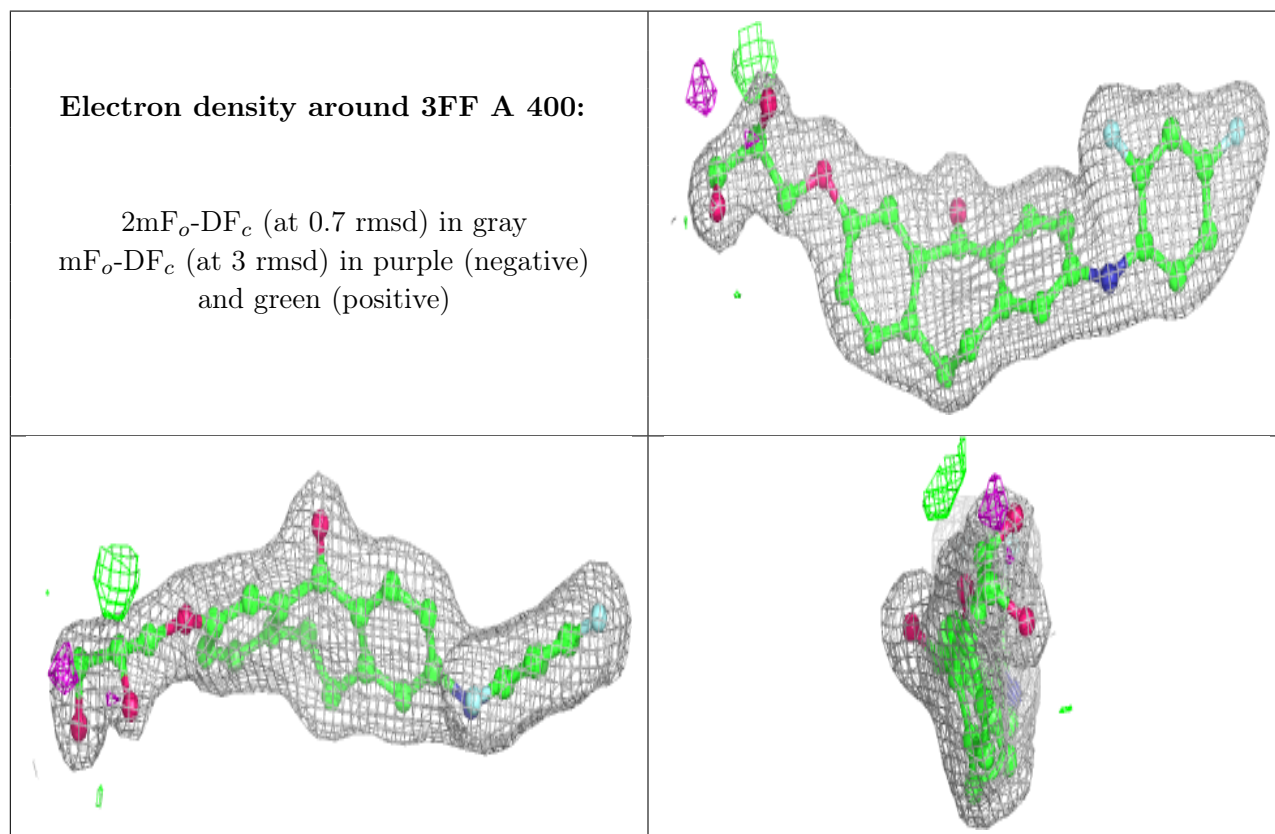 Electron density around 3FF A 400:
2mFo-DFc (at 0.7 rmsd) in gray
mFo-DFc (at 3 rmsd) in purple (negative)
and green (positive)